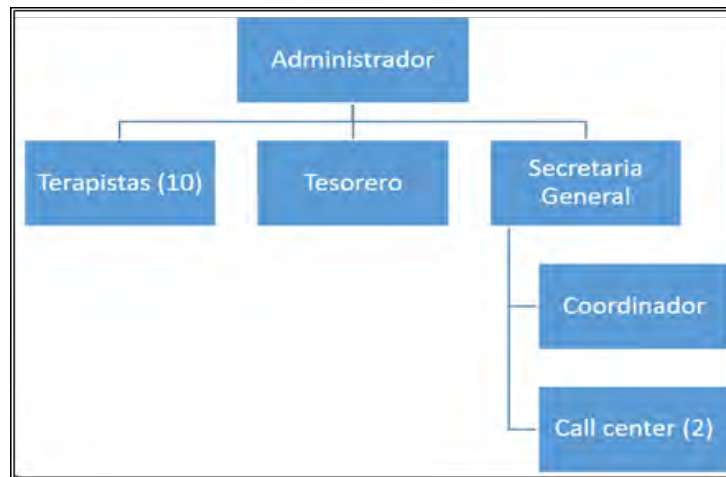 Administrador
Terapistas (10)
Tesorero
Secretaria
General
Coordinador
Call center (2)